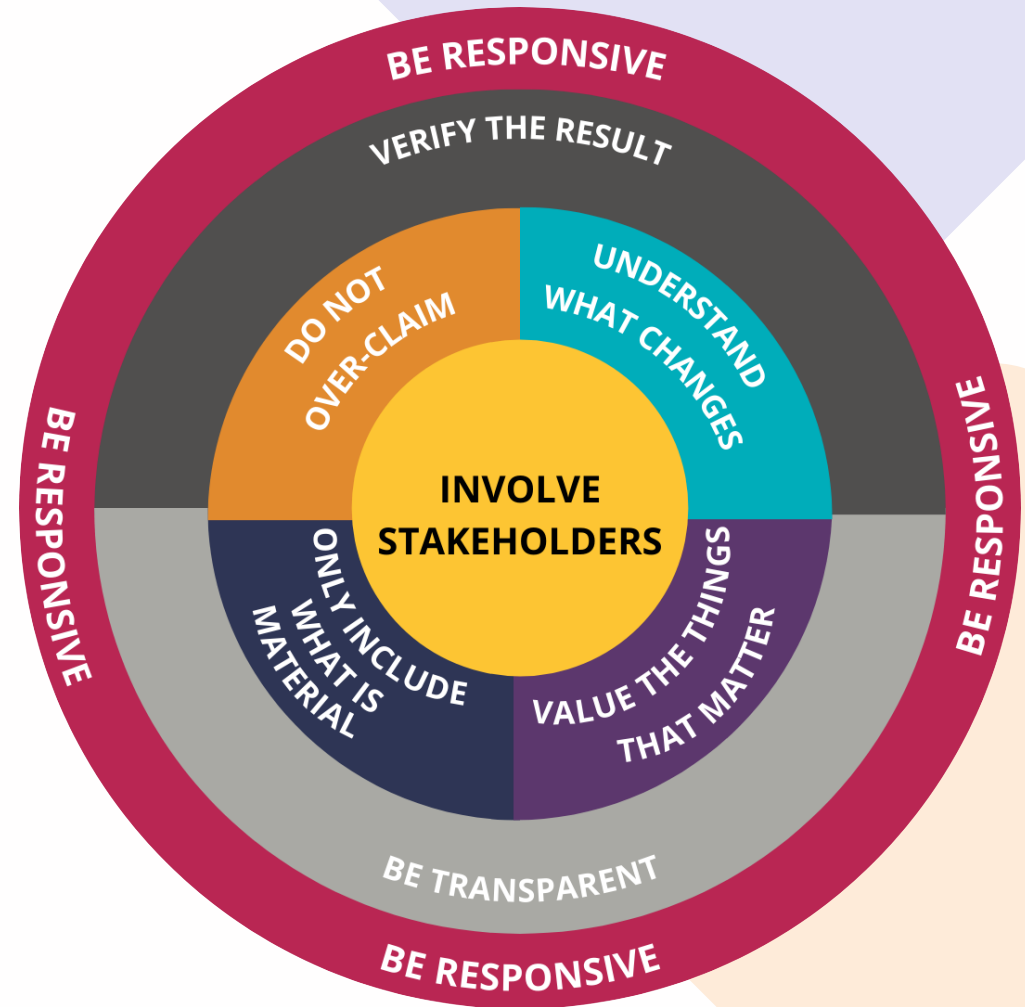 BE RESPONSIVE
VERIFY THE RESULT
DO NOT
OVER-CLAIM
UNDERSTAND
WHAT CHANGES
BE RESPONSIVE
INVOLVE
STAKEHOLDERS
BE RESPONSIVE
ONLY INCLUDE
WHAT IS
MATERIAL
VALUE THE THINGS
THAT MATTER
BE TRANSPARENT
BE RESPONSIVE